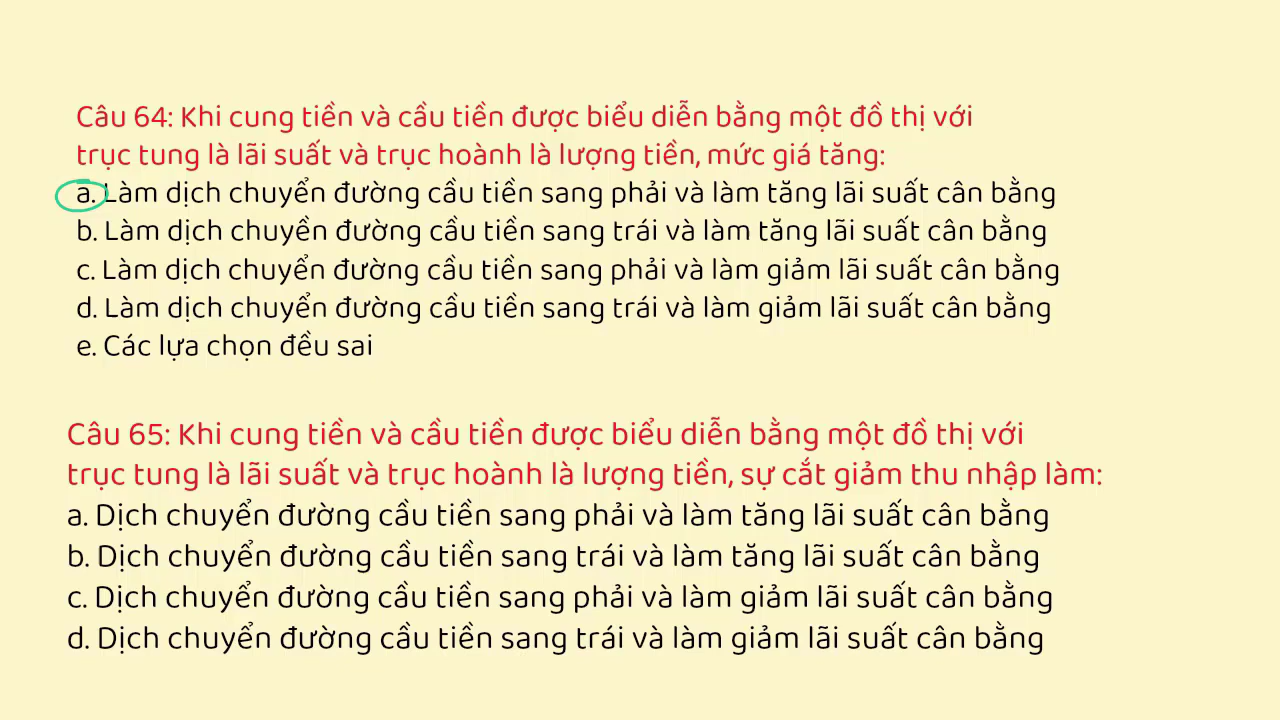 Câu 64: Khi cung tiền và cầu tiền được biểu diễn bằng một đồ thị với
trục tung là lãi suất và trục hoành là lượng tiền, mức giá tăng:
a. Làm dịch chuyển đường cầu tiền sang phải và làm tăng lãi suất cân bằng
b. Làm dịch chuyền đường cầu tiền sang trái và làm tăng lãi suất cân bằng
c. Làm dịch chuyển đường cầu tiền sang phải và làm giảm lãi suất cân bằng
d. Làm dịch chuyển đường cầu tiền sang trái và làm giảm lãi suất cân bằng
e. Các lựa chọn đều sai
Câu 65: Khi cung tiền và cầu tiền được biểu diễn bằng một đồ thị với
trục tung là lãi suất và trục hoành là lượng tiền, sự cắt giảm thu nhập làm:
a. Dịch chuyển đường cầu tiền sang phải và làm tăng lãi suất cân bằng
b. Dịch chuyển đường cầu tiền sang trái và làm tăng lãi suất cân bằng
c. Dịch chuyển đường cầu tiền sang phải và làm giảm lãi suất cân bằng
d. Dịch chuyển đường cầu tiền sang trái và làm giảm lãi suất cân bằng